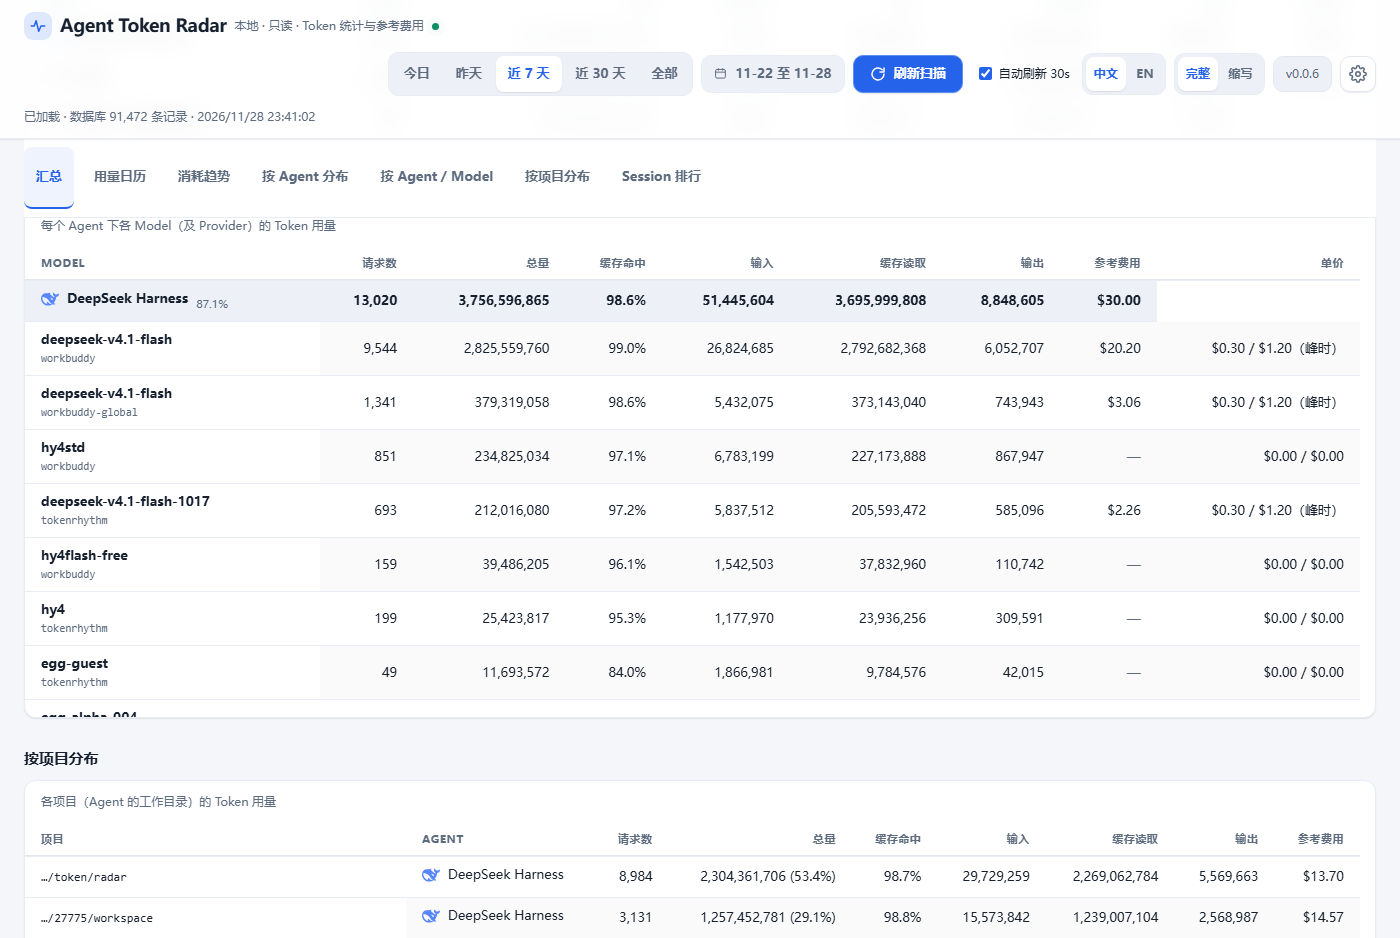 Agent Token Radar 本地 · 只读 · Token 统计与参考费用
今日 昨天 近 7 天 近 30 天 全部 11-22 至 11-28 刷新扫描 自动刷新 30s 中文 EN 完整 缩写 v0.0.6
已加载 · 数据库 91,472 条记录 · 2026/11/28 23:41:02
汇总 用量日历 消耗趋势 按 Agent 分布 按 Agent / Model 按项目分布 Session 排行
每个 Agent 下各 Model（及 Provider）的 Token 用量
MODEL 请求数 总量 缓存命中 输入 缓存读取 输出 参考费用 单价
DeepSeek Harness 87.1% 13,020 3,756,596,865 98.6% 51,445,604 3,695,999,808 8,848,605 $30.00
deepseek-v4.1-flash
workbuddy 9,544 2,825,559,760 99.0% 26,824,685 2,792,682,368 6,052,707 $20.20 $0.30 / $1.20（峰时）
deepseek-v4.1-flash
workbuddy-global 1,341 379,319,058 98.6% 5,432,075 373,143,040 743,943 $3.06 $0.30 / $1.20（峰时）
hy4std
workbuddy 851 234,825,034 97.1% 6,783,199 227,173,888 867,947 — $0.00 / $0.00
deepseek-v4.1-flash-1017
tokenrhythm 693 212,016,080 97.2% 5,837,512 205,593,472 585,096 $2.26 $0.30 / $1.20（峰时）
hy4flash-free
workbuddy 159 39,486,205 96.1% 1,542,503 37,832,960 110,742 — $0.00 / $0.00
hy4
tokenrhythm 199 25,423,817 95.3% 1,177,970 23,936,256 309,591 — $0.00 / $0.00
egg-guest
tokenrhythm 49 11,693,572 84.0% 1,866,981 9,784,576 42,015 — $0.00 / $0.00
egg-alpha-004
按项目分布
各项目（Agent 的工作目录）的 Token 用量
项目 AGENT 请求数 总量 缓存命中 输入 缓存读取 输出 参考费用
…/token/radar DeepSeek Harness 8,984 2,304,361,706 (53.4%) 98.7% 29,729,259 2,269,062,784 5,569,663 $13.70
…/27775/workspace DeepSeek Harness 3,131 1,257,452,781 (29.1%) 98.8% 15,573,842 1,239,007,104 2,568,987 $14.57